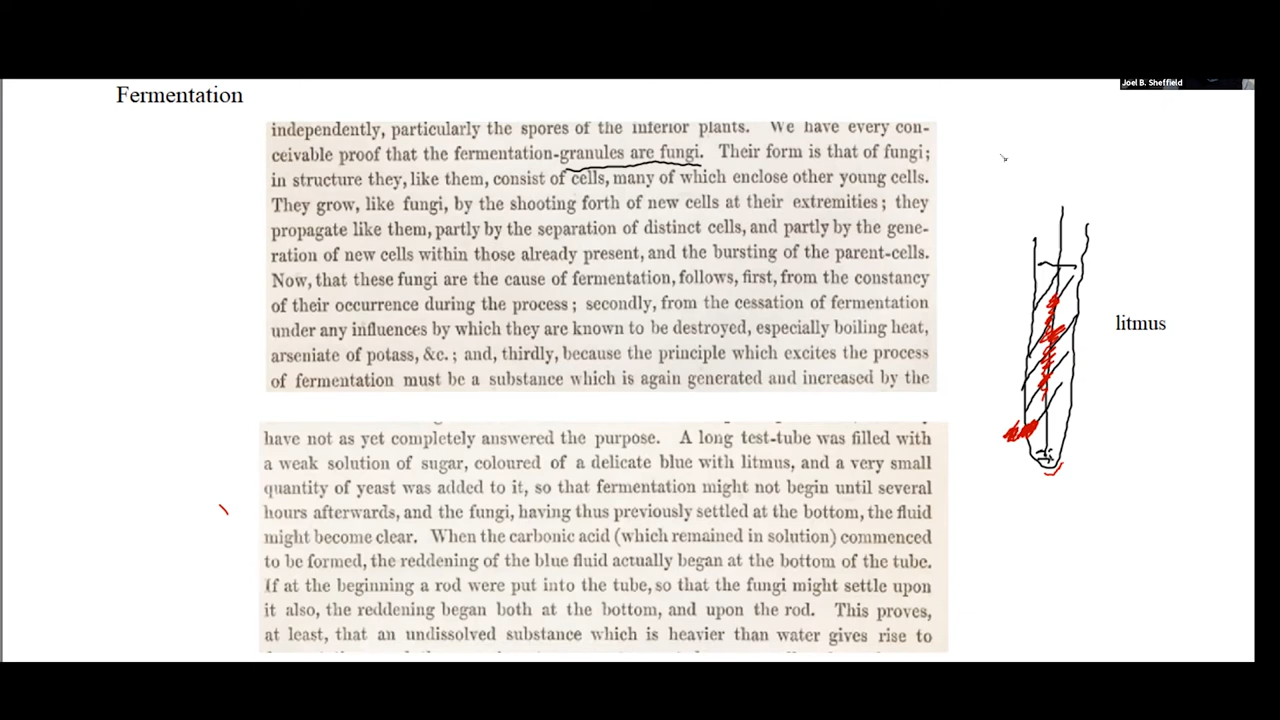 Joel B. Sheffield
Fermentation
independently, particularly the spores of the inferior plants. We have every con-
ceivable proof that the fermentation-granules are fungi. Their form is that of fungi;
in structure they, like them, consist of cells, many of which enclose other young cells.
They grow, like fungi, by the shooting forth of new cells at their extremities; they
propagate like them, partly by the separation of distinct cells, and partly by the gene-
ration of new cells within those already present, and the bursting of the parent-cells.
Now, that these fungi are the cause of fermentation, follows, first, from the constancy
of their occurrence during the process; secondly, from the cessation of fermentation
under any influences by which they are known to be destroyed, especially boiling heat,
arseniate of potass, &c.; and, thirdly, because the principle which excites the process
of fermentation must be a substance which is again generated and increased by the
litmus
have not as yet completely answered the purpose. A long test-tube was filled with
a weak solution of sugar, coloured of a delicate blue with litmus, and a very small
quantity of yeast was added to it, so that fermentation might not begin until several
hours afterwards, and the fungi, having thus previously settled at the bottom, the fluid
might become clear. When the carbonic acid (which remained in solution) commenced
to be formed, the reddening of the blue fluid actually began at the bottom of the tube.
If at the beginning a rod were put into the tube, so that the fungi might settle upon
it also, the reddening began both at the bottom, and upon the rod. This proves,
at least, that an undissolved substance which is heavier than water gives rise to